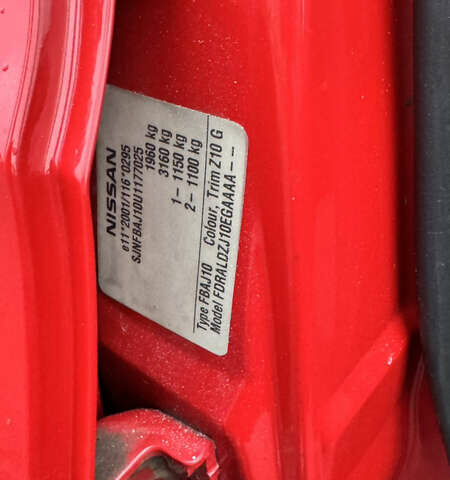 NISSAN
e11*2001/116*0295
SJNFBAJ10U1177025
1960 kg
3160 kg
1 - 1150 kg
2 - 1100 kg
Type FBAJ10 Colour, Trim Z10 G
Model FDRALDZJ10EGAAAA - -